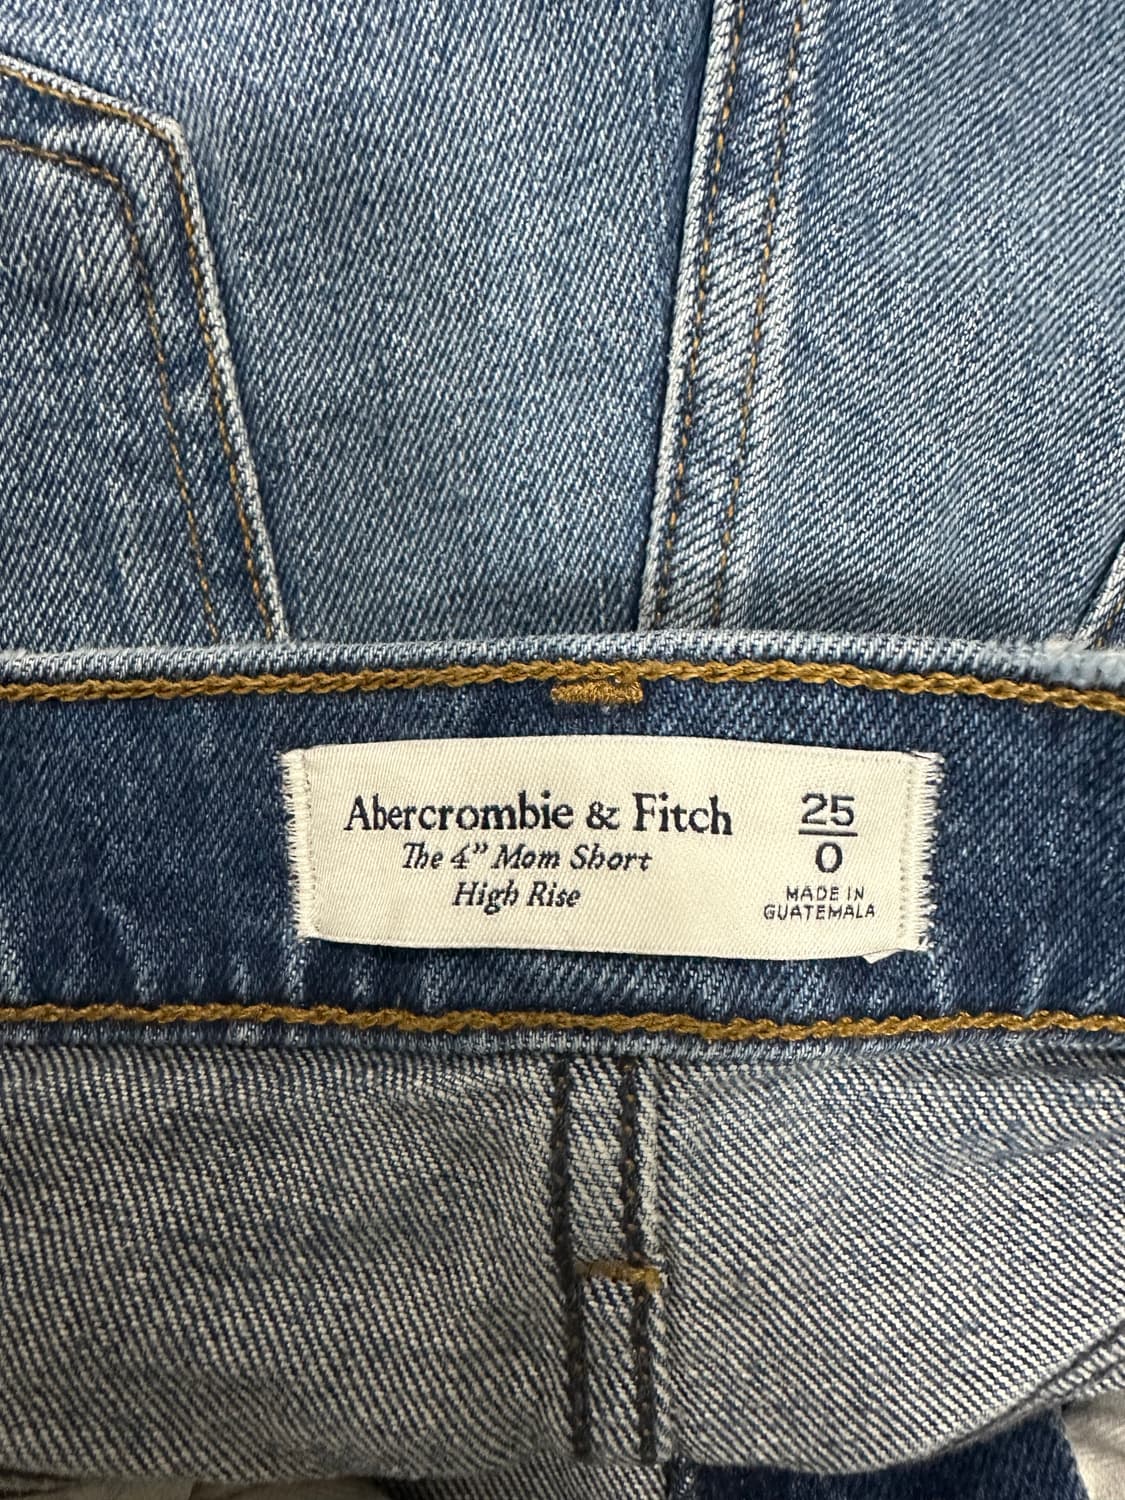 Abercrombie & Fitch
The 4” Mom Short
High Rise
25
0
MADE IN
GUATEMALA